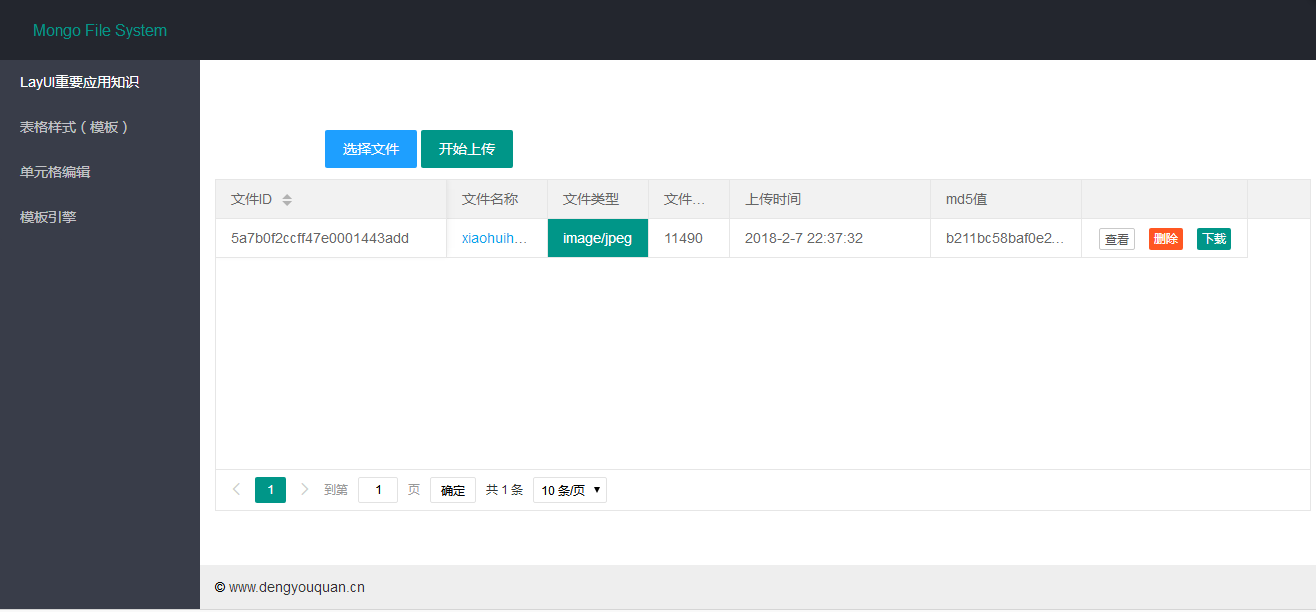 Mongo File System
LayUI重要应用知识
表格样式（模板）
单元格编辑
模板引擎
选择文件 开始上传
文件ID 文件名称 文件类型 文件... 上传时间 md5值
5a7b0f2ccff47e0001443add xiaohuih... image/jpeg 11490 2018-2-7 22:37:32 b211bc58baf0e2... 查看 删除 下载
1 到第 1 页 确定 共 1 条 10 条/页
© www.dengyouquan.cn